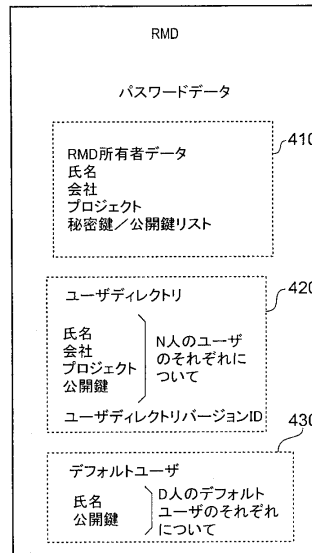 RMD
パスワードデータ
410
RMD所有者データ
氏名
会社
プロジェクト
秘密鍵／公開鍵リスト
420
ユーザディレクトリ
氏名
会社
プロジェクト
公開鍵
N人のユーザ
のそれぞれに
ついて
ユーザディレクトリバージョンID
430
デフォルトユーザ
氏名
公開鍵
D人のデフォルト
ユーザのそれぞれ
について